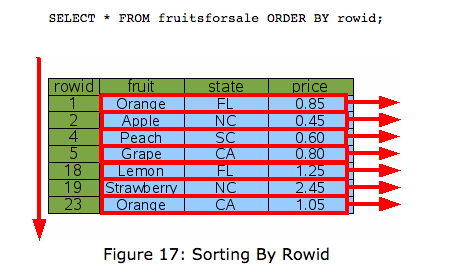 SELECT * FROM fruitsforsale ORDER BY rowid;
rowid fruit state price
1 Orange FL 0.85
2 Apple NC 0.45
4 Peach SC 0.60
5 Grape CA 0.80
18 Lemon FL 1.25
19 Strawberry NC 2.45
23 Orange CA 1.05
Figure 17: Sorting By Rowid